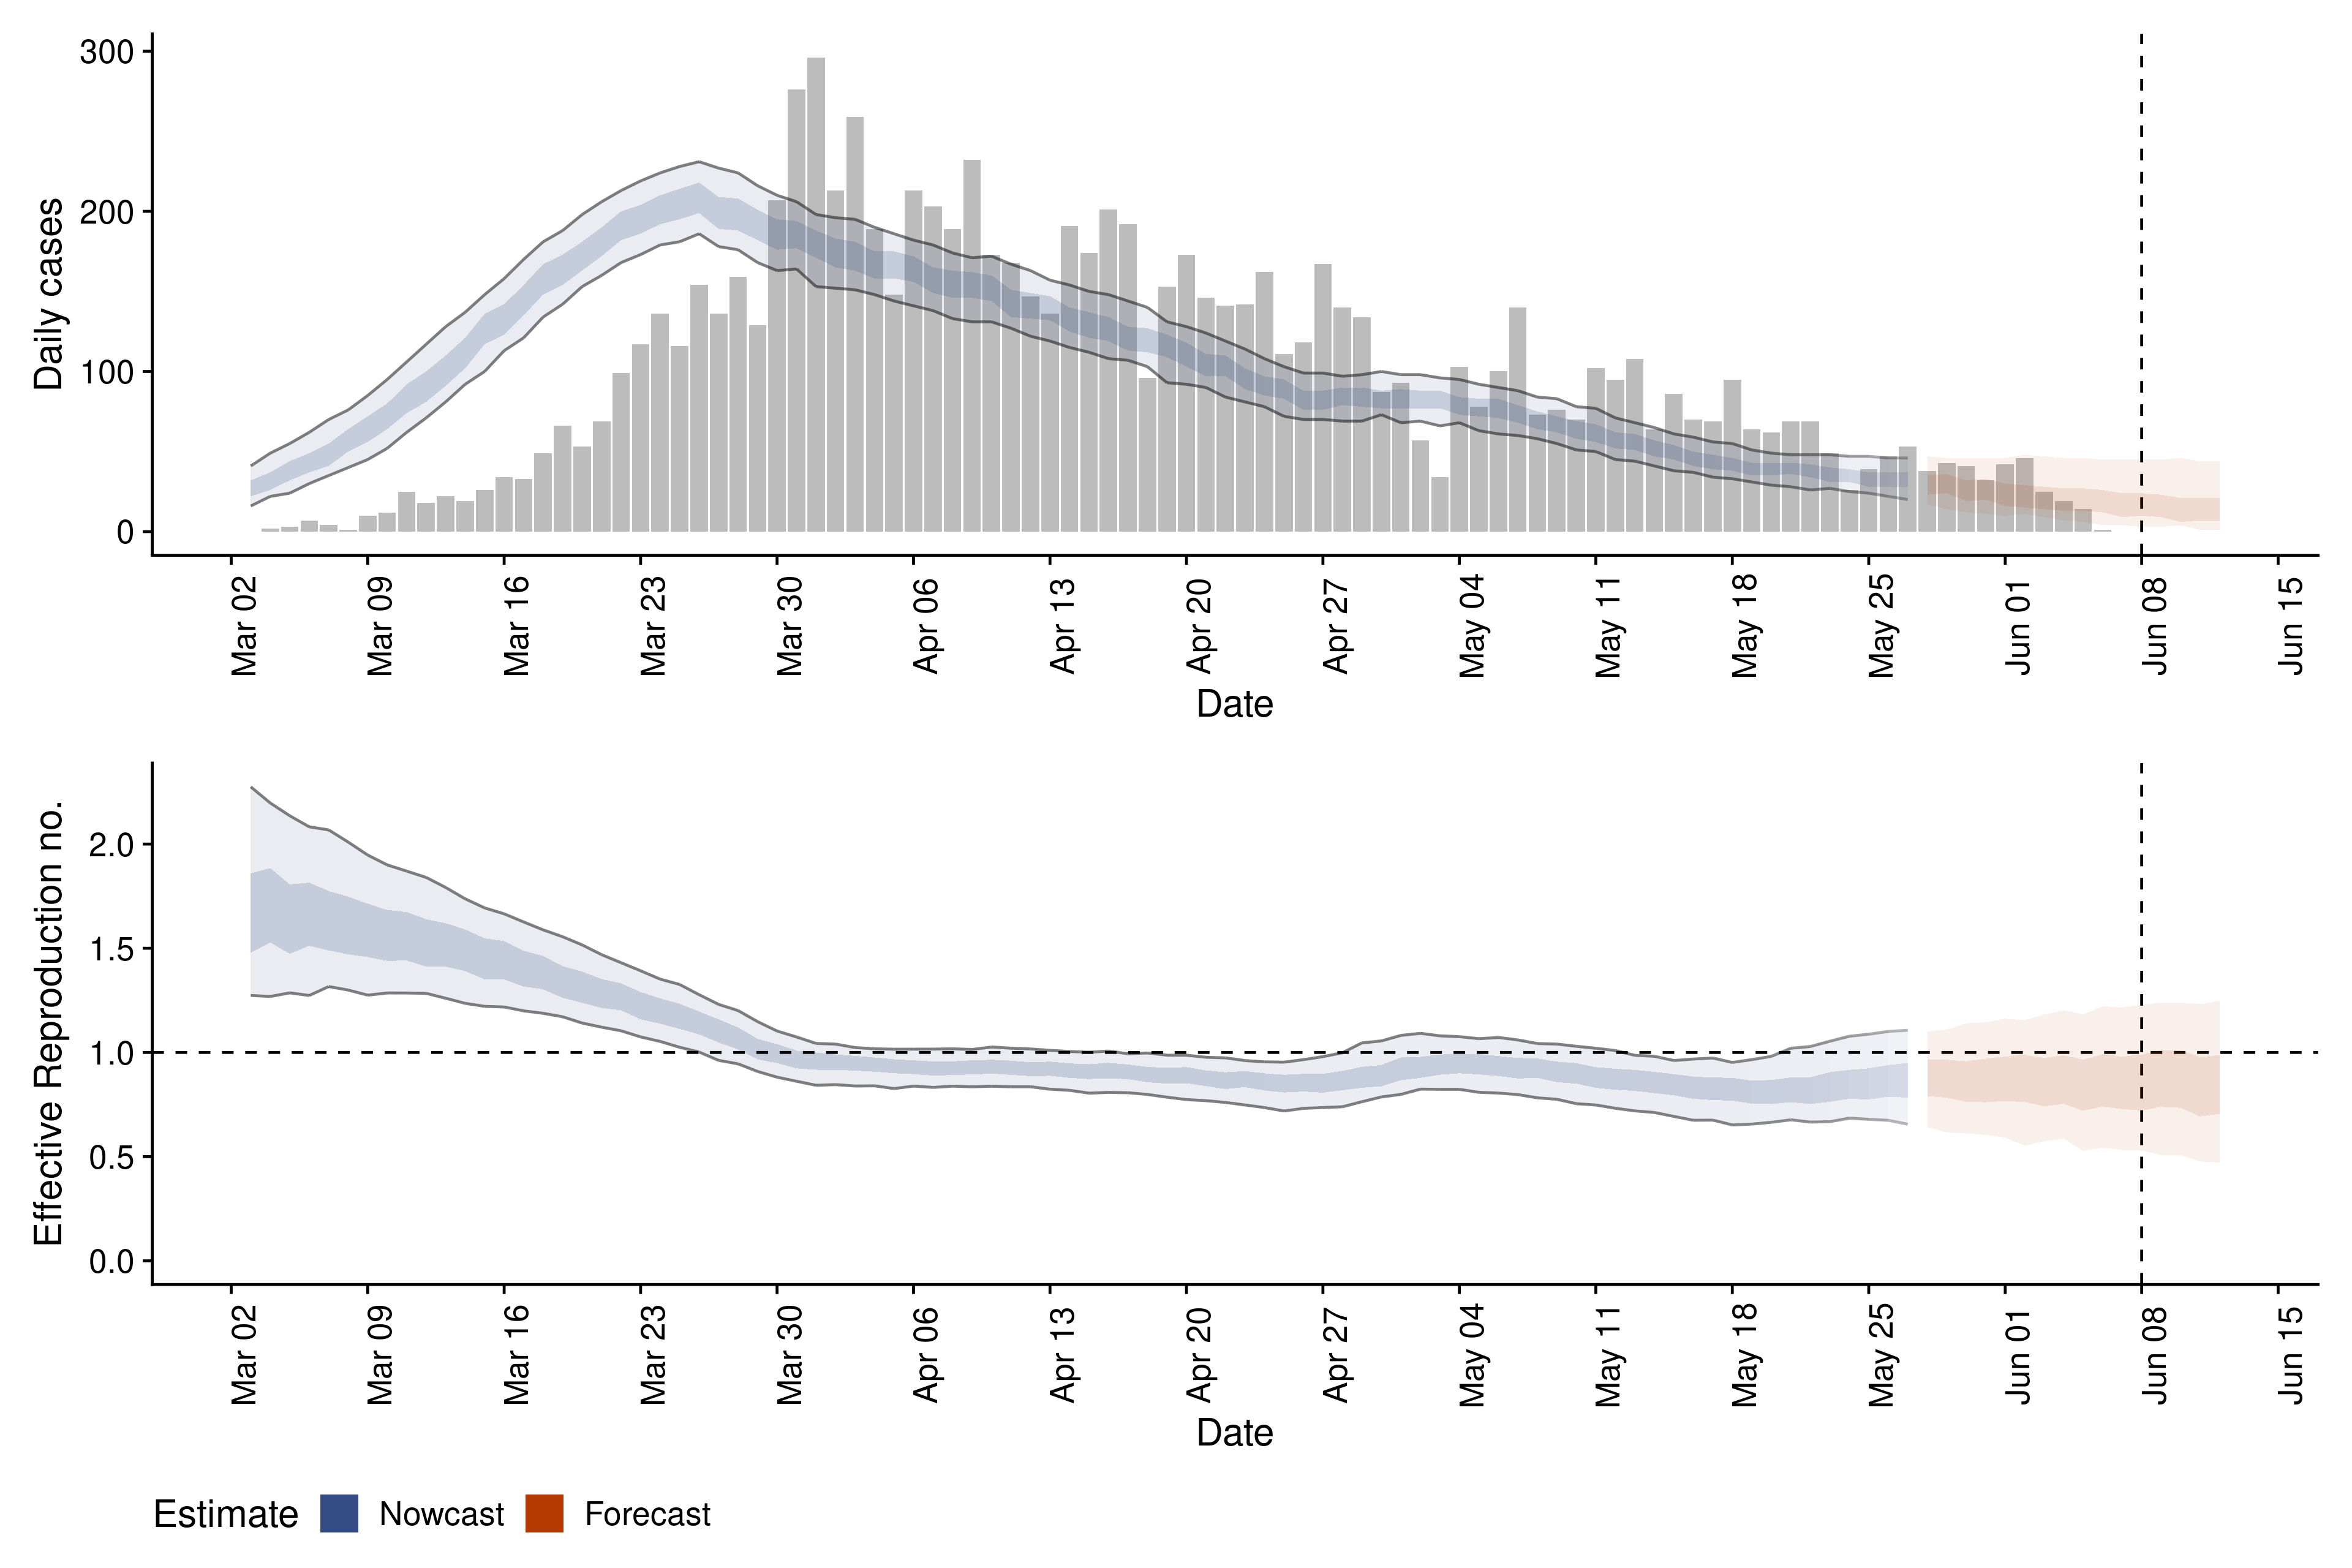 Daily cases
300
200
100
0
Mar 02
Mar 09
Mar 16
Mar 23
Mar 30
Apr 06
Apr 13
Apr 20
Apr 27
May 04
May 11
May 18
May 25
Jun 01
Jun 08
Jun 15
Date
Effective Reproduction no.
2.0
1.5
1.0
0.5
0.0
Mar 02
Mar 09
Mar 16
Mar 23
Mar 30
Apr 06
Apr 13
Apr 20
Apr 27
May 04
May 11
May 18
May 25
Jun 01
Jun 08
Jun 15
Date
Estimate Nowcast Forecast